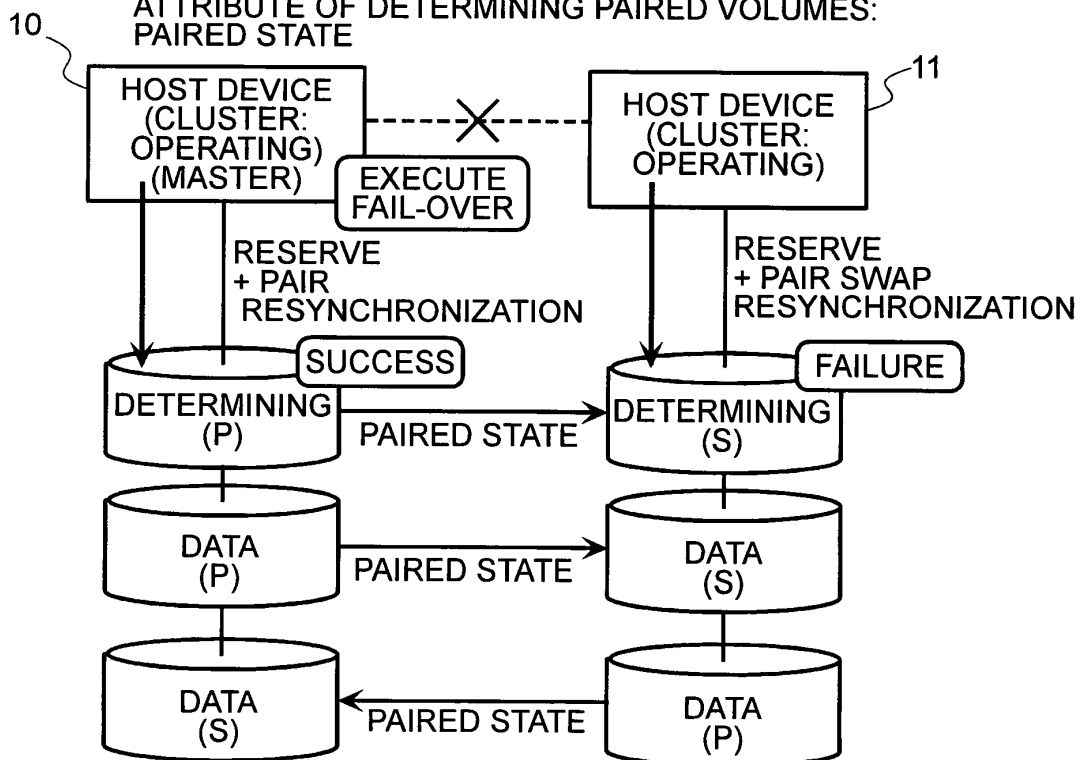 ATTRIBUTE OF DETERMINING PAIRED VOLUMES:
PAIRED STATE
10
11
HOST DEVICE
(CLUSTER:
OPERATING)
(MASTER)
HOST DEVICE
(CLUSTER:
OPERATING)
EXECUTE
FAIL-OVER
RESERVE
+ PAIR
RESYNCHRONIZATION
RESERVE
+ PAIR SWAP
RESYNCHRONIZATION
SUCCESS
FAILURE
DETERMINING
(P)
PAIRED STATE
DETERMINING
(S)
DATA
(P)
PAIRED STATE
DATA
(S)
DATA
(S)
PAIRED STATE
DATA
(P)